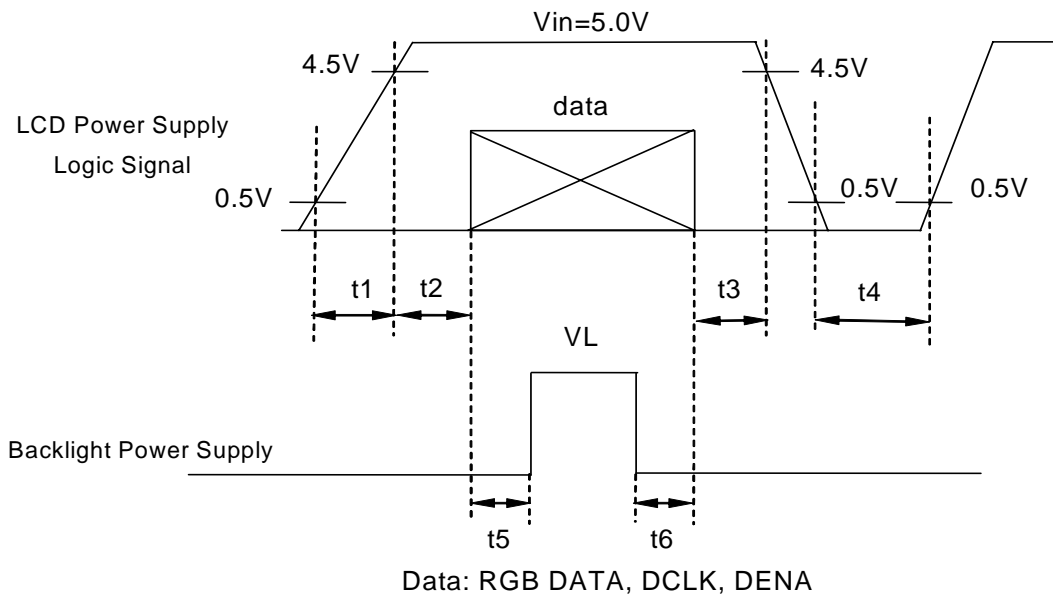 Vin=5.0V
4.5V
4.5V
data
LCD Power Supply
Logic Signal
0.5V
0.5V
0.5V
t1
t2
t3
t4
VL
Backlight Power Supply
t5
t6
Data: RGB DATA, DCLK, DENA